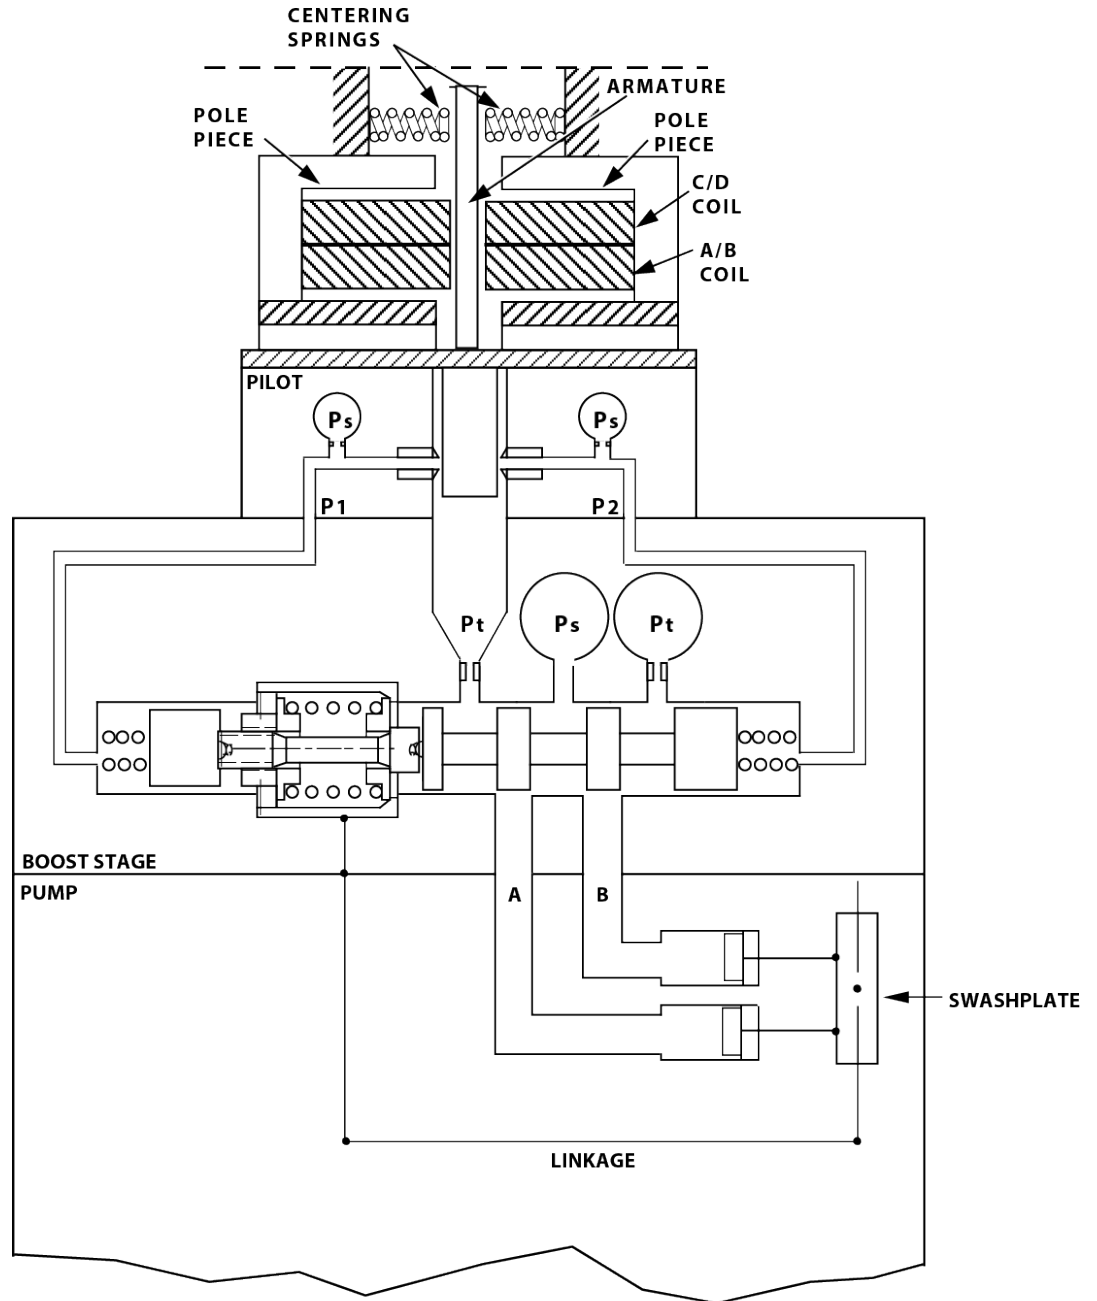 CENTERING
SPRINGS
ARMATURE
POLE
PIECE
POLE
PIECE
C/D
COIL
A/B
COIL
PILOT
Ps
Ps
P1
P2
Pt
Ps
Pt
BOOST STAGE
PUMP
A
B
SWASHPLATE
LINKAGE